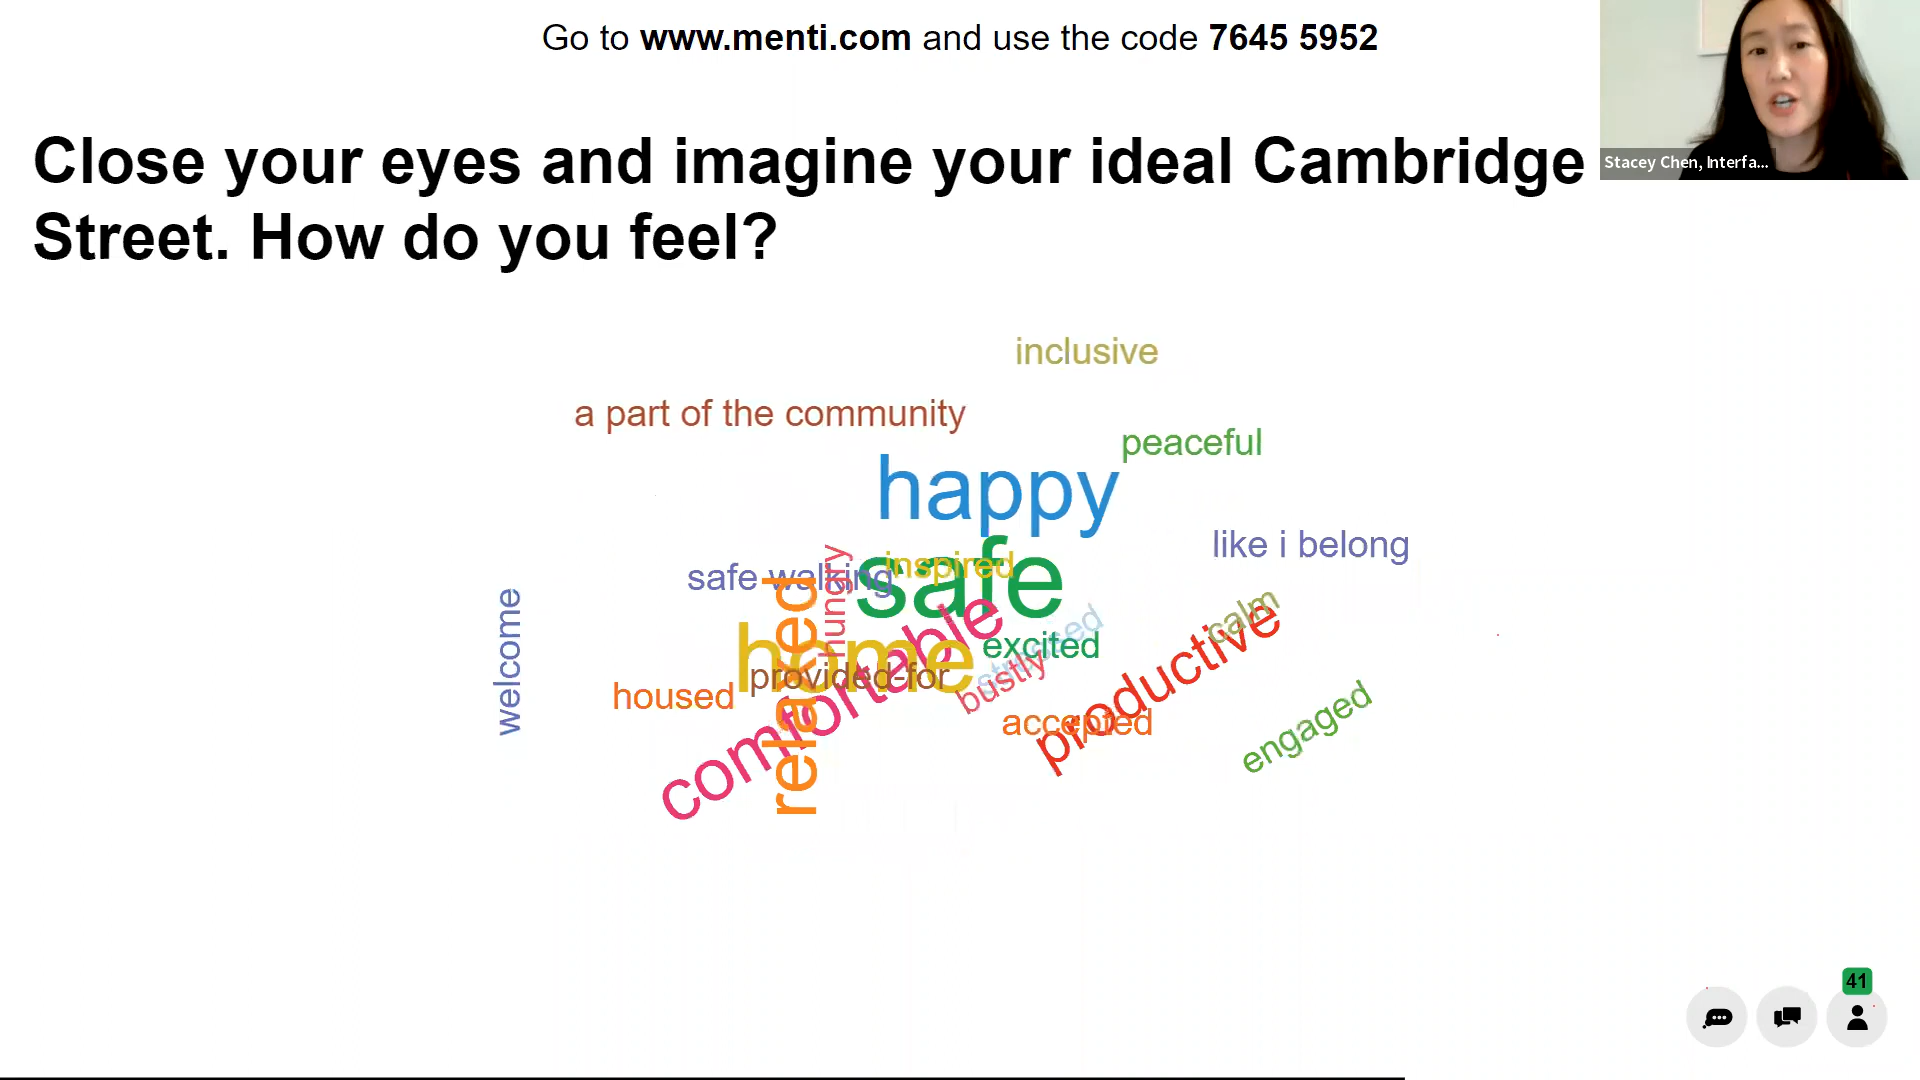 Go to www.menti.com and use the code 7645 5952
Close your eyes and imagine your ideal Cambridge
Street. How do you feel?
Stacey Chen, Interfa...
inclusive
a part of the community
peaceful
happy
like i belong
inspired
safe walking
hungry
safe
calm
welcome
home
relaxed
comfortable
excited
stressed
bustly
provided-for
housed
accepted
productive
engaged
41